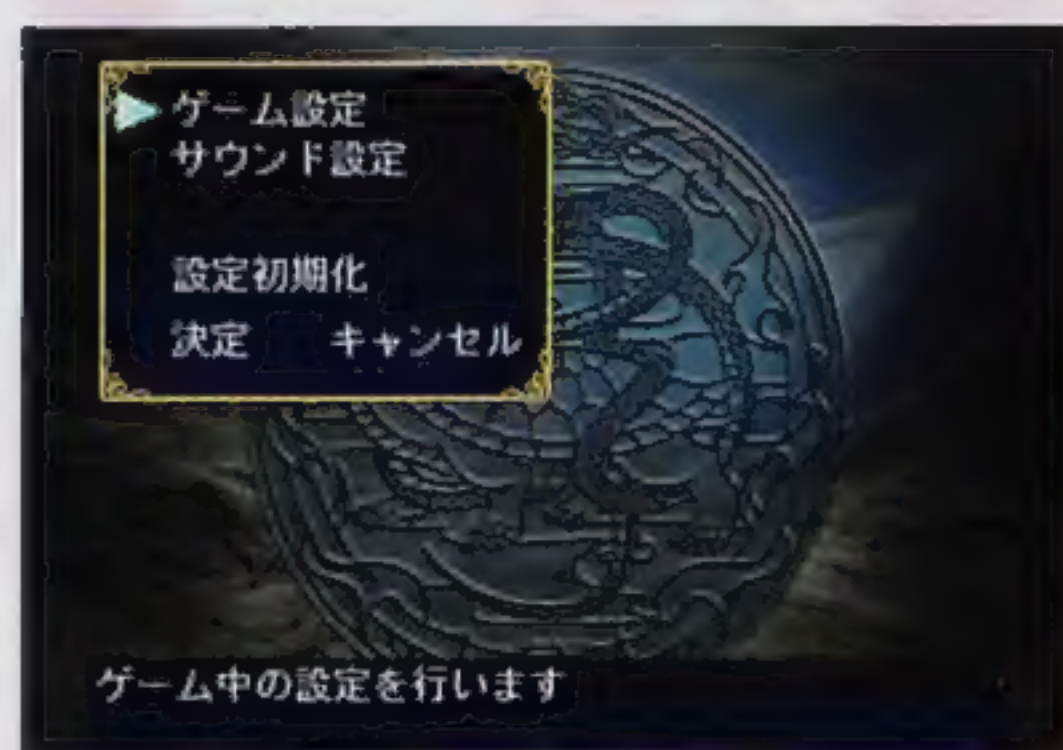 ゲーム設定
サウンド設定
設定初期化
決定 キャンセル
ゲーム中の設定を行います